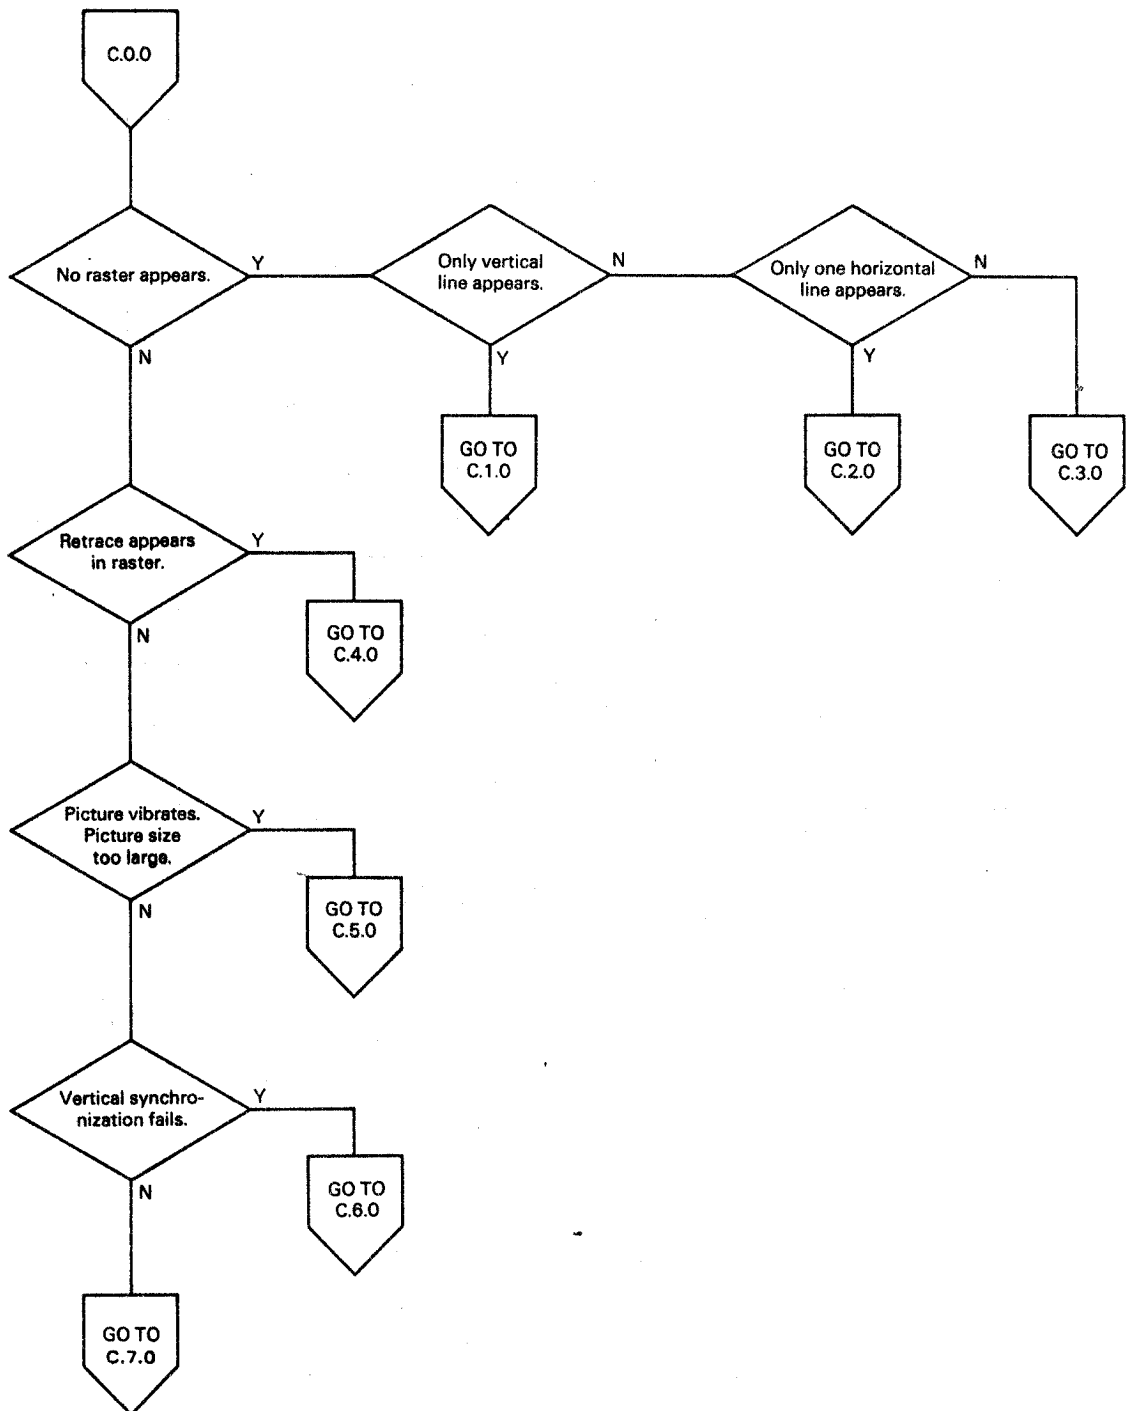 C.0.0
No raster appears.
Y
N
Only vertical
line appears.
N
Y
Only one horizontal
line appears.
N
Y
GO TO
C.1.0
GO TO
C.2.0
GO TO
C.3.0
Retrace appears
in raster.
Y
N
GO TO
C.4.0
Picture vibrates.
Picture size
too large.
Y
N
GO TO
C.5.0
Vertical synchro-
nization fails.
Y
N
GO TO
C.6.0
GO TO
C.7.0